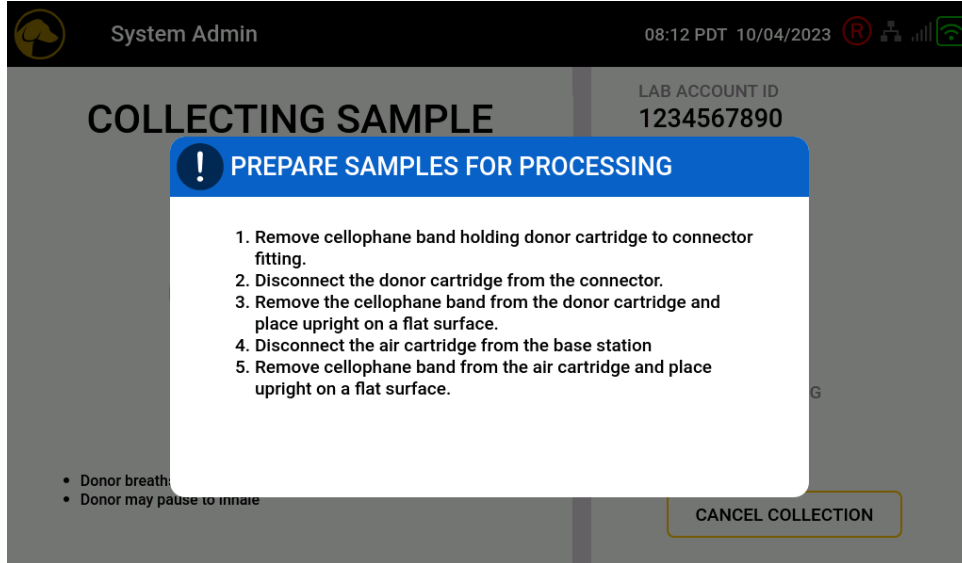 System Admin
08:12 PDT 10/04/2023 R
COLLECTING SAMPLE
LAB ACCOUNT ID
1234567890
! PREPARE SAMPLES FOR PROCESSING
1. Remove cellophane band holding donor cartridge to connector
fitting.
2. Disconnect the donor cartridge from the connector.
3. Remove the cellophane band from the donor cartridge and
place upright on a flat surface.
4. Disconnect the air cartridge from the base station
5. Remove cellophane band from the air cartridge and place
upright on a flat surface.
G
• Donor breath
• Donor may pause to inhale
CANCEL COLLECTION